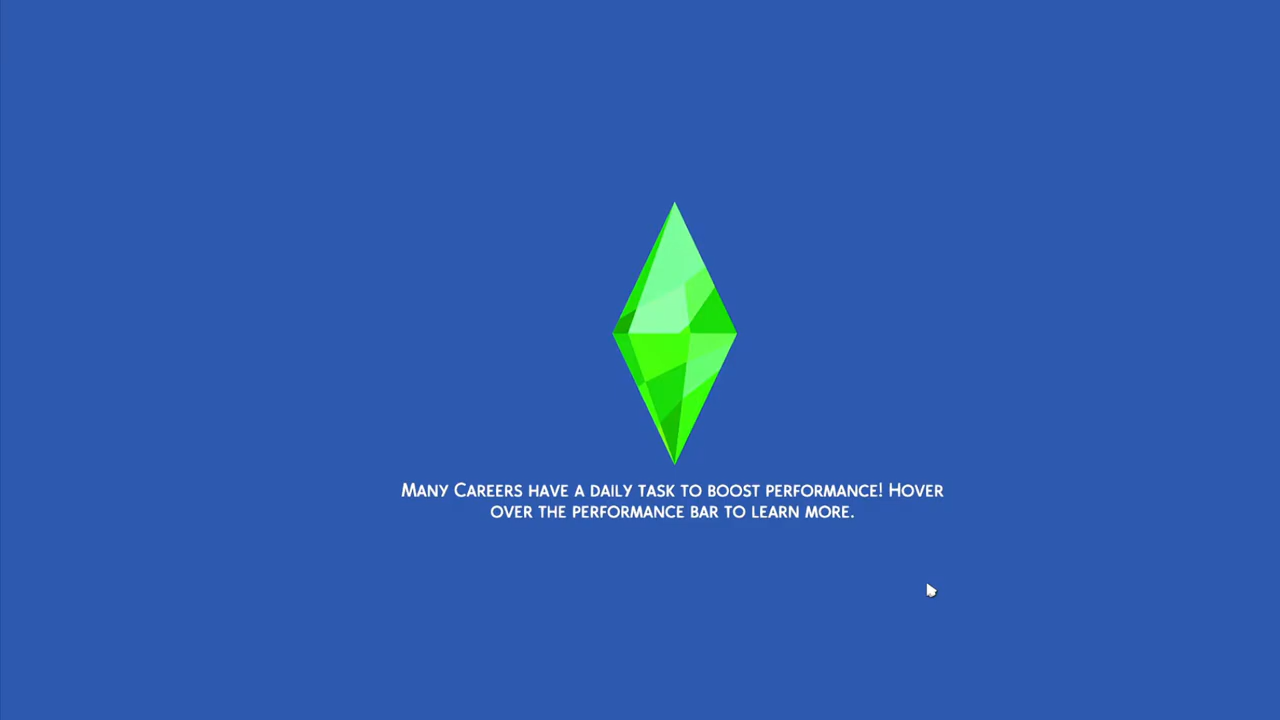 Many Careers have a daily task to boost performance! Hover
over the performance bar to learn more.